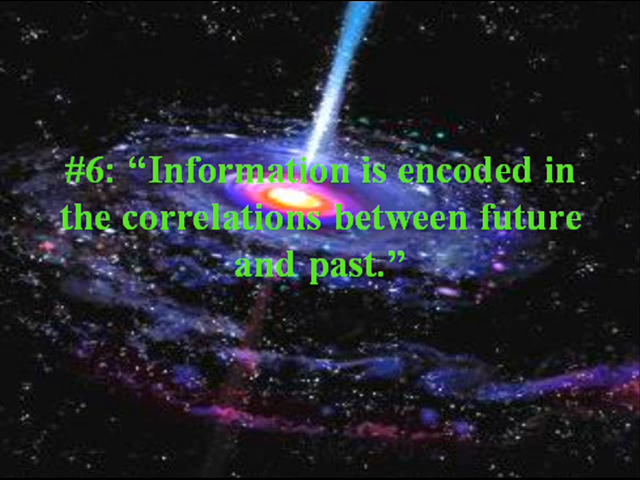 #6: “Information is encoded in
the correlations between future
and past.”